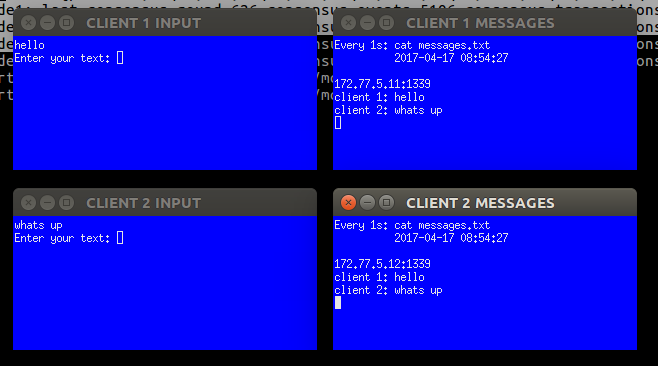 CLIENT 1 INPUT
hello
Enter your text:
CLIENT 1 MESSAGES
Every 1s: cat messages.txt
2017-04-17 08:54:27
172.77.5.11:1339
client 1: hello
client 2: whats up
CLIENT 2 INPUT
whats up
Enter your text:
CLIENT 2 MESSAGES
Every 1s: cat messages.txt
2017-04-17 08:54:27
172.77.5.12:1339
client 1: hello
client 2: whats up